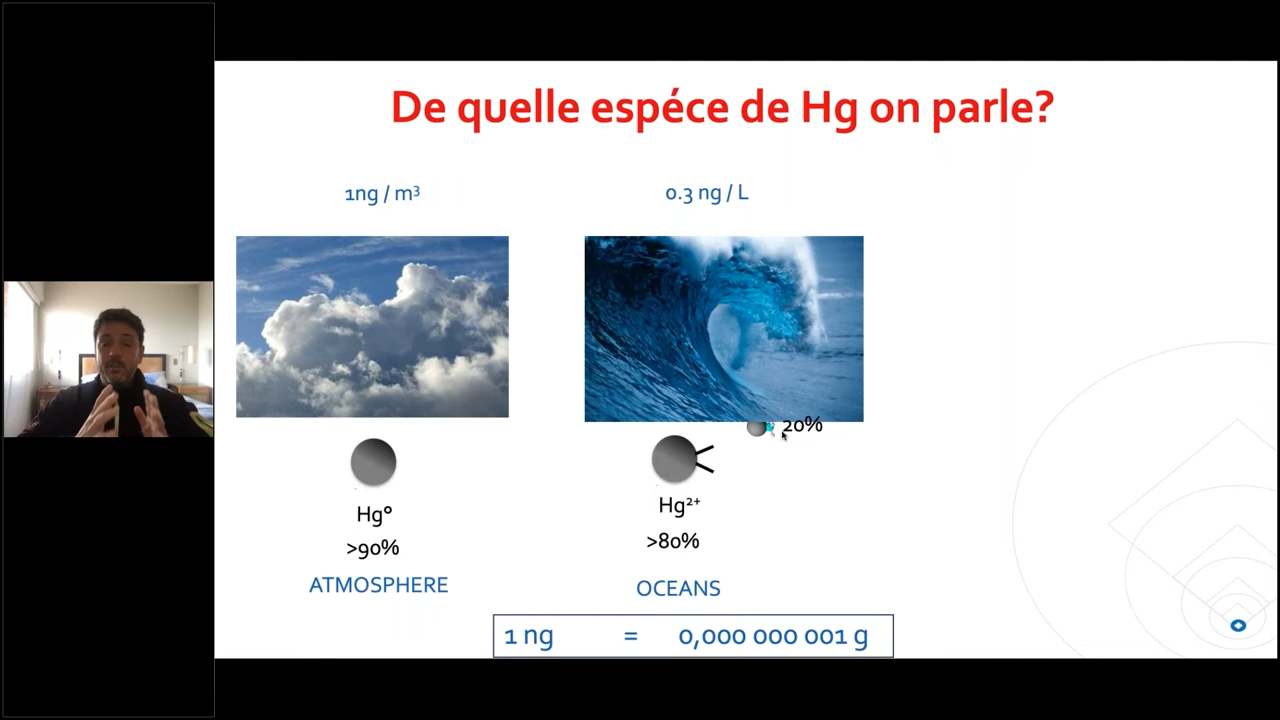 De quelle espéce de Hg on parle?
1ng / m³
0.3 ng / L
20%
Hg°
Hg²⁺
>90%
>80%
ATMOSPHERE
OCEANS
1 ng = 0,000 000 001 g